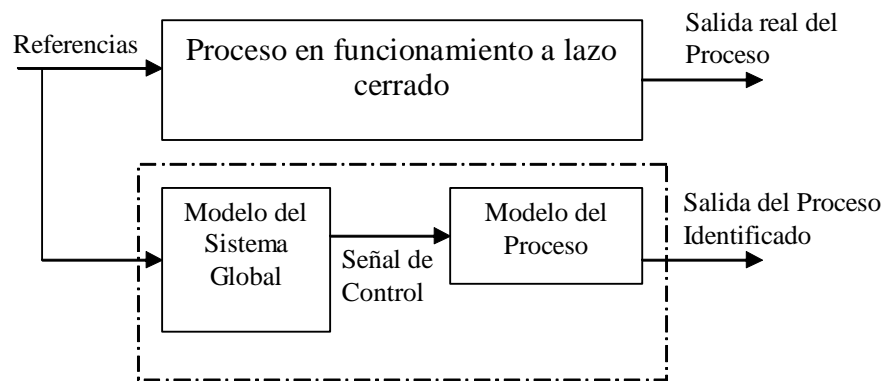 Referencias
Proceso en funcionamiento a lazo
cerrado
Salida real del
Proceso
Modelo del
Sistema
Global
Señal de
Control
Modelo del
Proceso
Salida del Proceso
Identificado